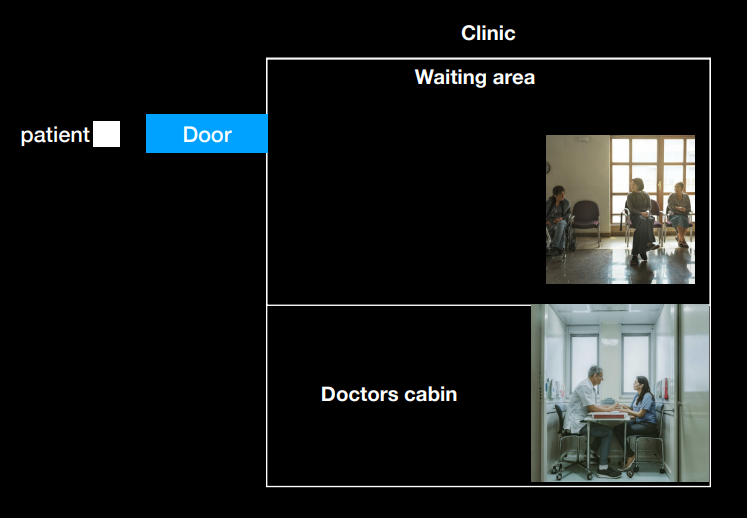 Clinic
Waiting area
patient
Door
Doctors cabin